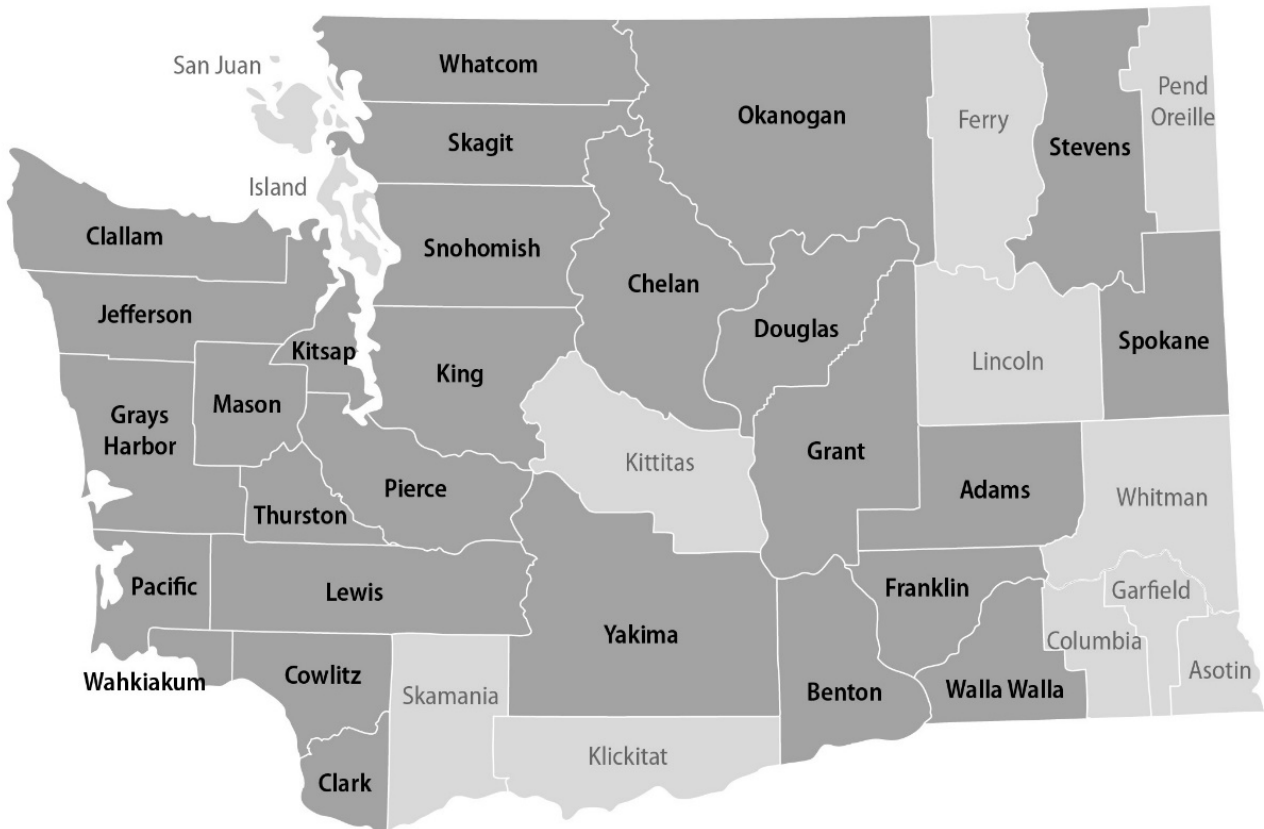 San Juan
Whatcom
Okanogan
Ferry
Stevens
Pend
Oreille
Skagit
Island
Clallam
Snohomish
Chelan
Jefferson
Kitsap
King
Douglas
Lincoln
Spokane
Mason
Grays
Harbor
Kittitas
Grant
Adams
Whitman
Pierce
Thurston
Pacific
Lewis
Yakima
Franklin
Garfield
Columbia
Asotin
Wahkiakum
Cowlitz
Skamania
Benton
Walla Walla
Klickitat
Clark